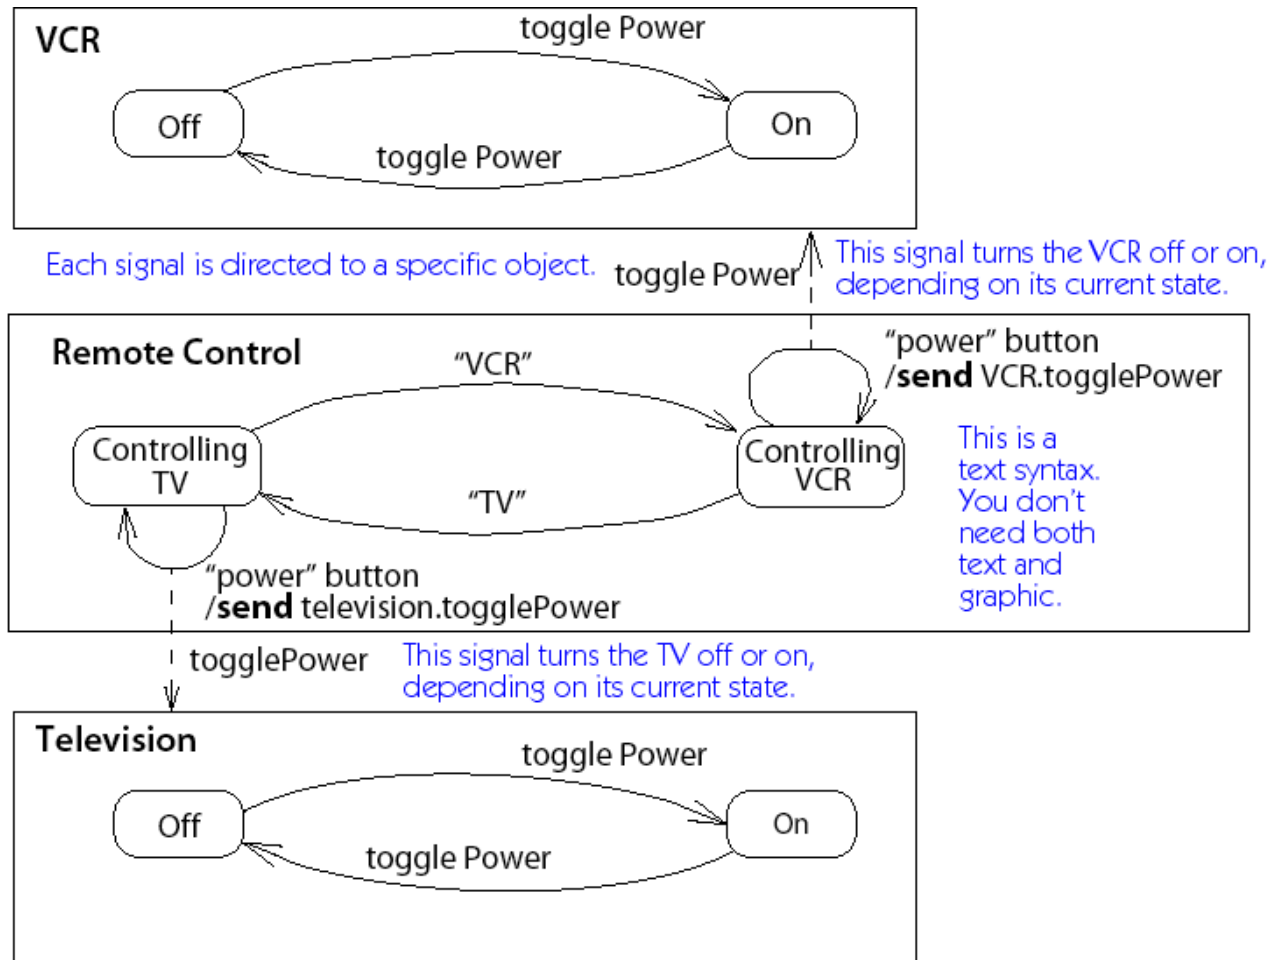 VCR
toggle Power
Off
On
toggle Power
Each signal is directed to a specific object.
toggle Power
This signal turns the VCR off or on,
depending on its current state.
Remote Control
“VCR”
“power” button
/send VCR.togglePower
Controlling
TV
Controlling
VCR
“TV”
This is a
text syntax.
You don't
need both
text and
graphic.
“power” button
/send television.togglePower
togglePower
This signal turns the TV off or on,
depending on its current state.
Television
toggle Power
Off
On
toggle Power